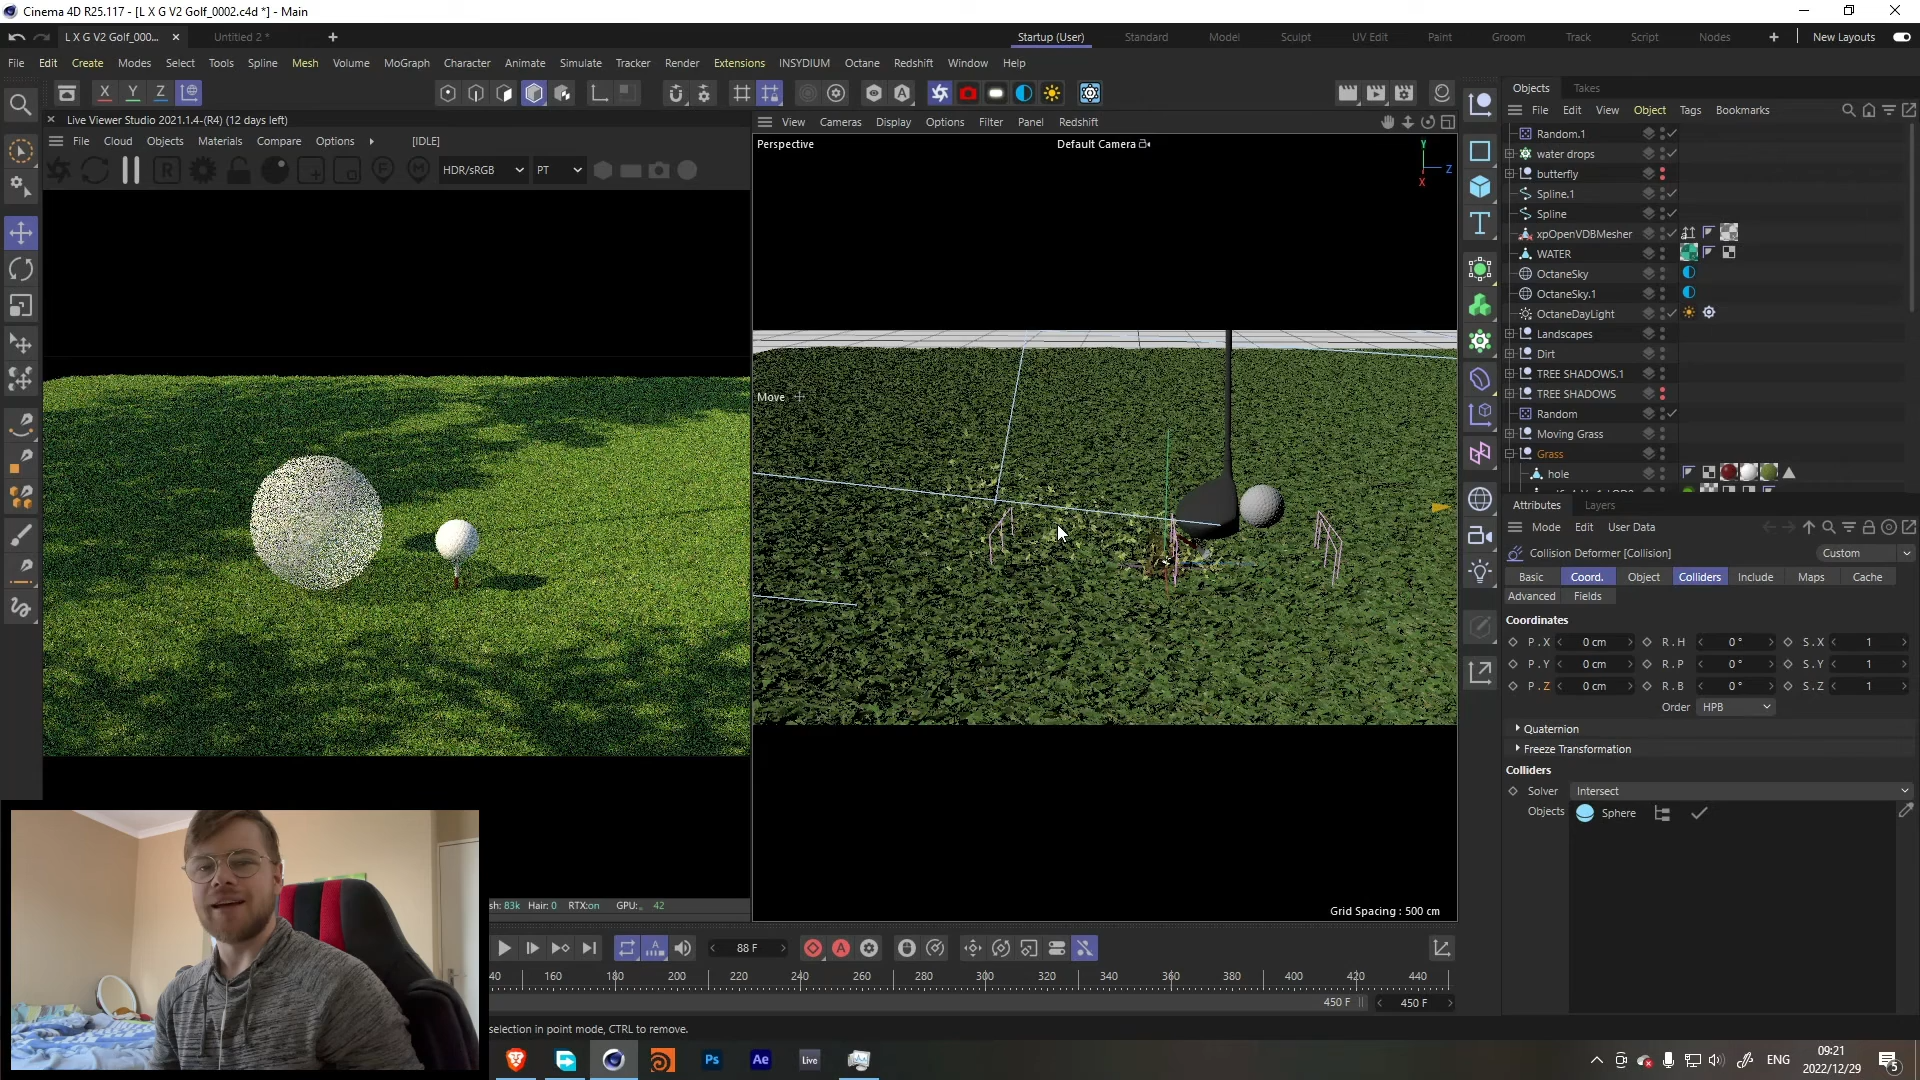 Cinema 4D R25.117 - [L X G V2 Golf_0002.c4d *] - Main
L X G V2 Golf_000...
Untitled 2 *
Startup (User)
Standard
Model
Sculpt
UV Edit
Paint
Groom
Track
Script
Nodes
New Layouts
File Edit Create Modes Select Tools Spline Mesh Volume MoGraph Character Animate Simulate Tracker Render Extensions INSYDIUM Octane Redshift Window Help
X Y Z
Live Viewer Studio 2021.1.4-(R4) (12 days left)
File Cloud Objects Materials Compare Options [IDLE]
HDR/sRGB
PT
View Cameras Display Options Filter Panel Redshift
Perspective
Default Camera
Y
Z
X
Move
Grid Spacing : 500 cm
sh: 83k Hair: 0 RTX:on GPU: 42
88 F
40 160 180 200 220 240 260 280 300 320 340 360 380 400 420 440
450 F
450 F
selection in point mode, CTRL to remove.
Objects
Takes
File Edit View Object Tags Bookmarks
Random.1
water drops
butterfly
Spline.1
Spline
xpOpenVDBMesher
WATER
OctaneSky
OctaneSky.1
OctaneDayLight
Landscapes
Dirt
TREE SHADOWS.1
TREE SHADOWS
Random
Moving Grass
Grass
hole
Attributes
Layers
Mode Edit User Data
Collision Deformer [Collision]
Custom
Basic Coord. Object Colliders Include Maps Cache
Advanced Fields
Coordinates
P . X 0 cm R . H 0 ° S . X 1
P . Y 0 cm R . P 0 ° S . Y 1
P . Z 0 cm R . B 0 ° S . Z 1
Order HPB
Quaternion
Freeze Transformation
Colliders
Solver Intersect
Objects Sphere
Ps
Ae
Live
ENG
09:21
2022/12/29
5